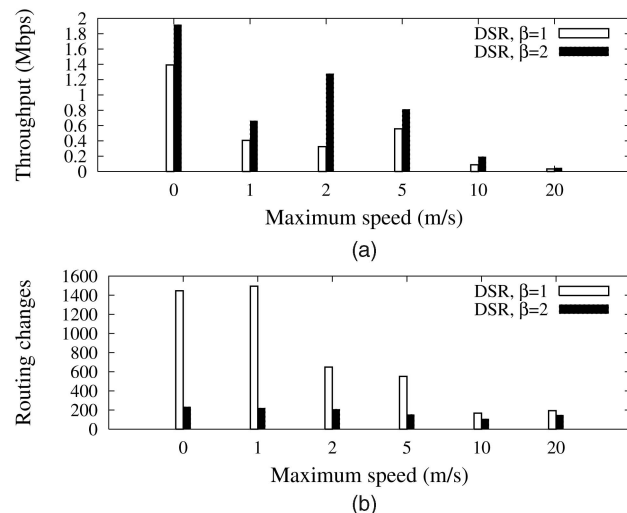 Throughput (Mbps)
2
1.8
1.6
1.4
1.2
1
0.8
0.6
0.4
0.2
0
DSR, β=1
DSR, β=2
0 1 2 5 10 20
Maximum speed (m/s)
(a)
Routing changes
1600
1400
1200
1000
800
600
400
200
0
DSR, β=1
DSR, β=2
0 1 2 5 10 20
Maximum speed (m/s)
(b)